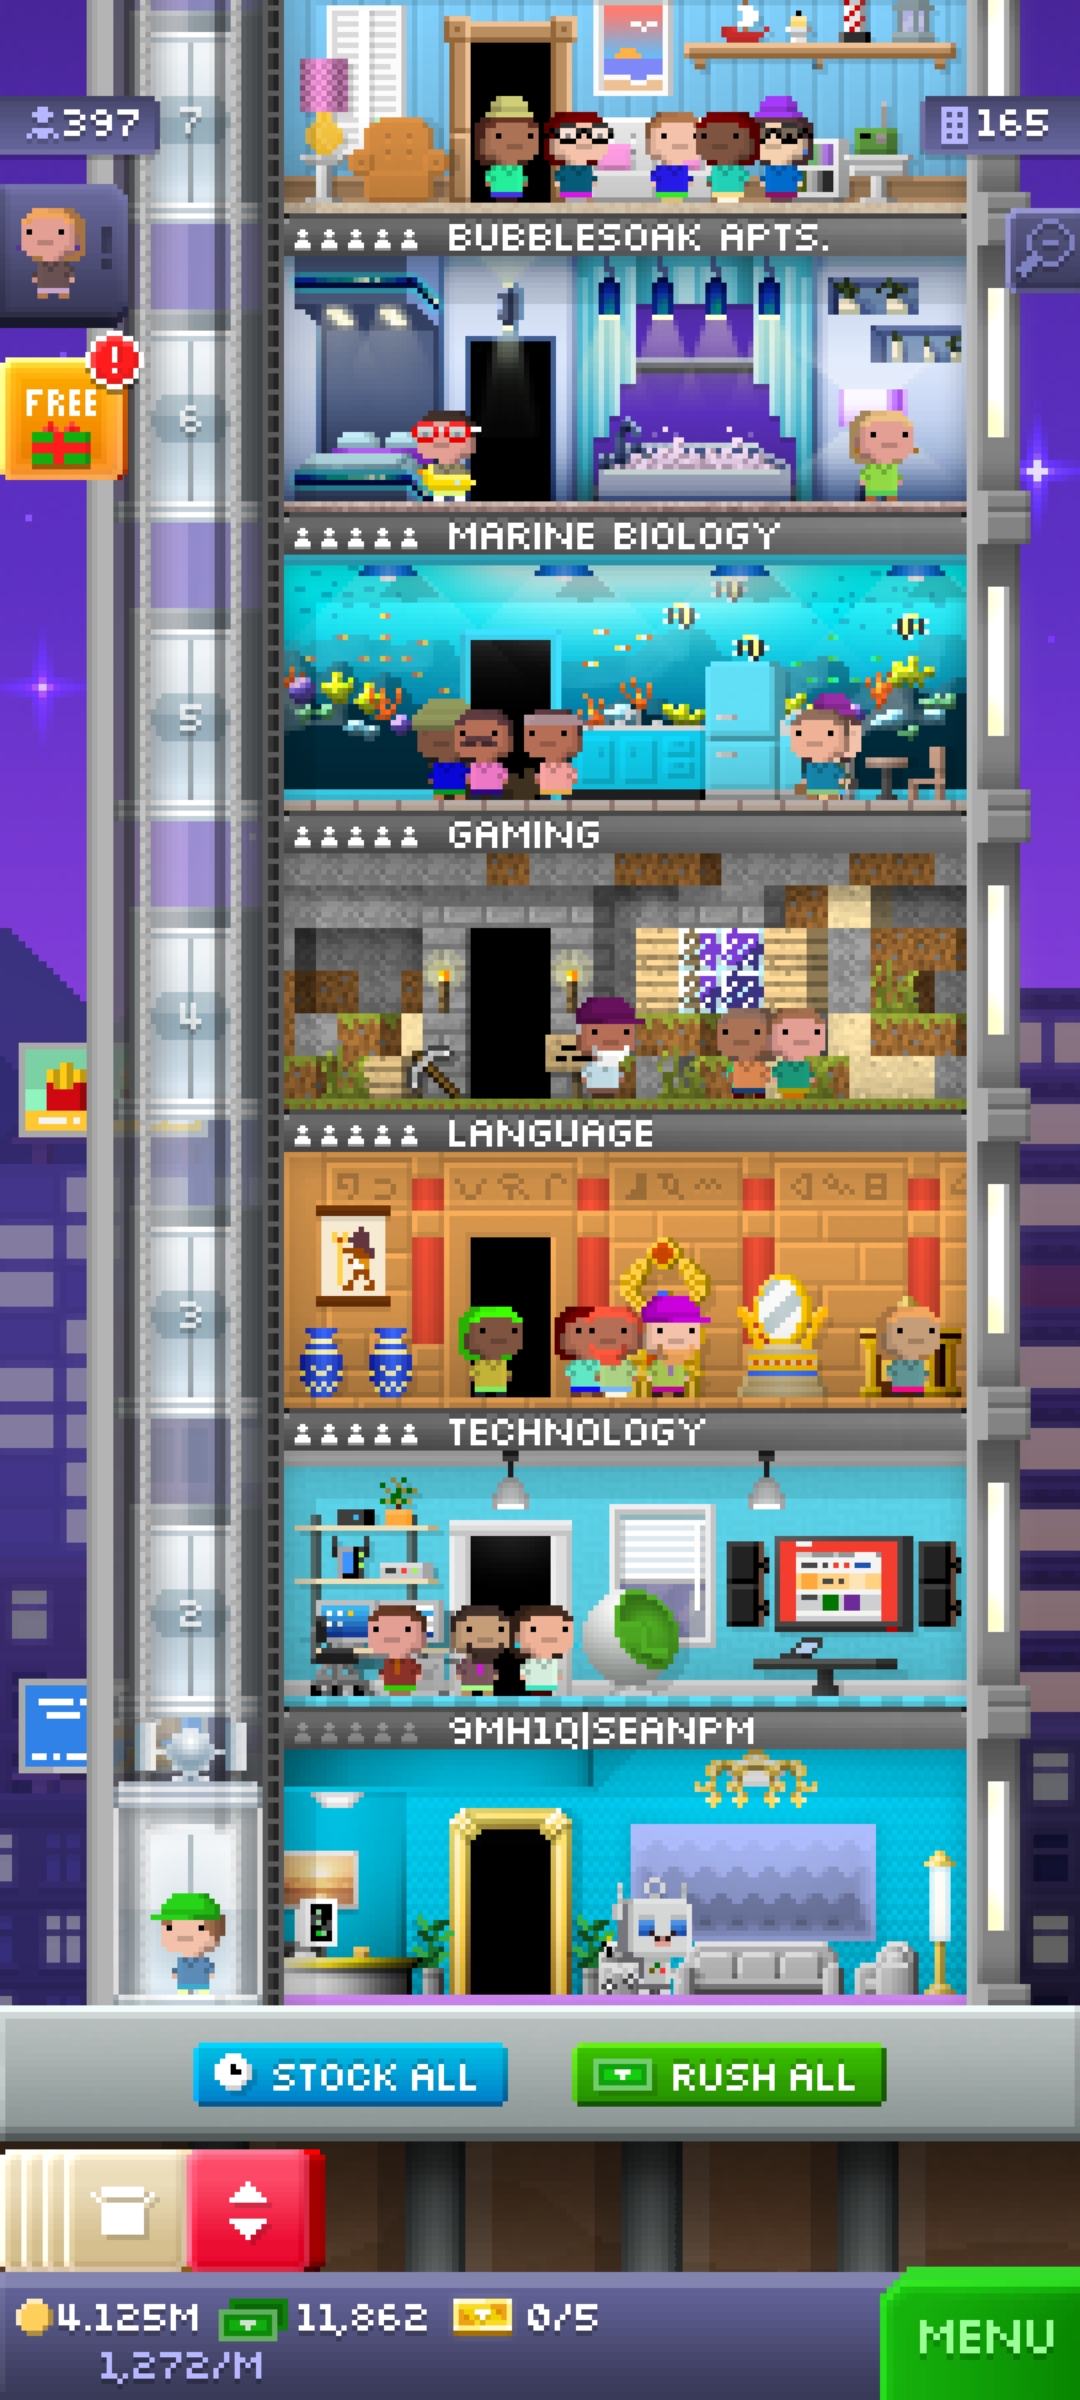 397
7
165
BUBBLESOAK APTS.
FREE
!
!
6
MARINE BIOLOGY
5
GAMING
4
LANGUAGE
3
TECHNOLOGY
2
9MH1Q|SEANPM
STOCK ALL
RUSH ALL
4.125M
11,862
0/5
1,272/M
MENU